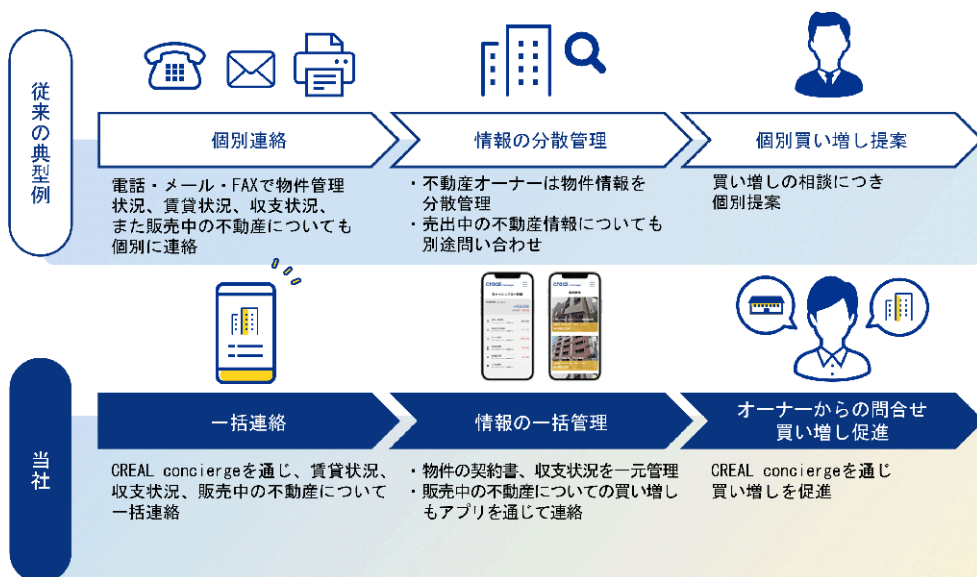 従来の典型例
個別連絡
電話・メール・FAXで物件管理
状況、賃貸状況、収支状況、
また販売中の不動産についても
個別に連絡
情報の分散管理
・不動産オーナーは物件情報を
分散管理
・売出中の不動産情報についても
別途問い合わせ
個別買い増し提案
買い増しの相談につき
個別提案
当社
creal
creal
一括連絡
CREAL conciergeを通じ、賃貸状況、
収支状況、販売中の不動産について
一括連絡
情報の一括管理
・物件の契約書、収支状況を一元管理
・販売中の不動産についての買い増し
もアプリを通じて連絡
オーナーからの問合せ
買い増し促進
CREAL conciergeを通じ
買い増しを促進